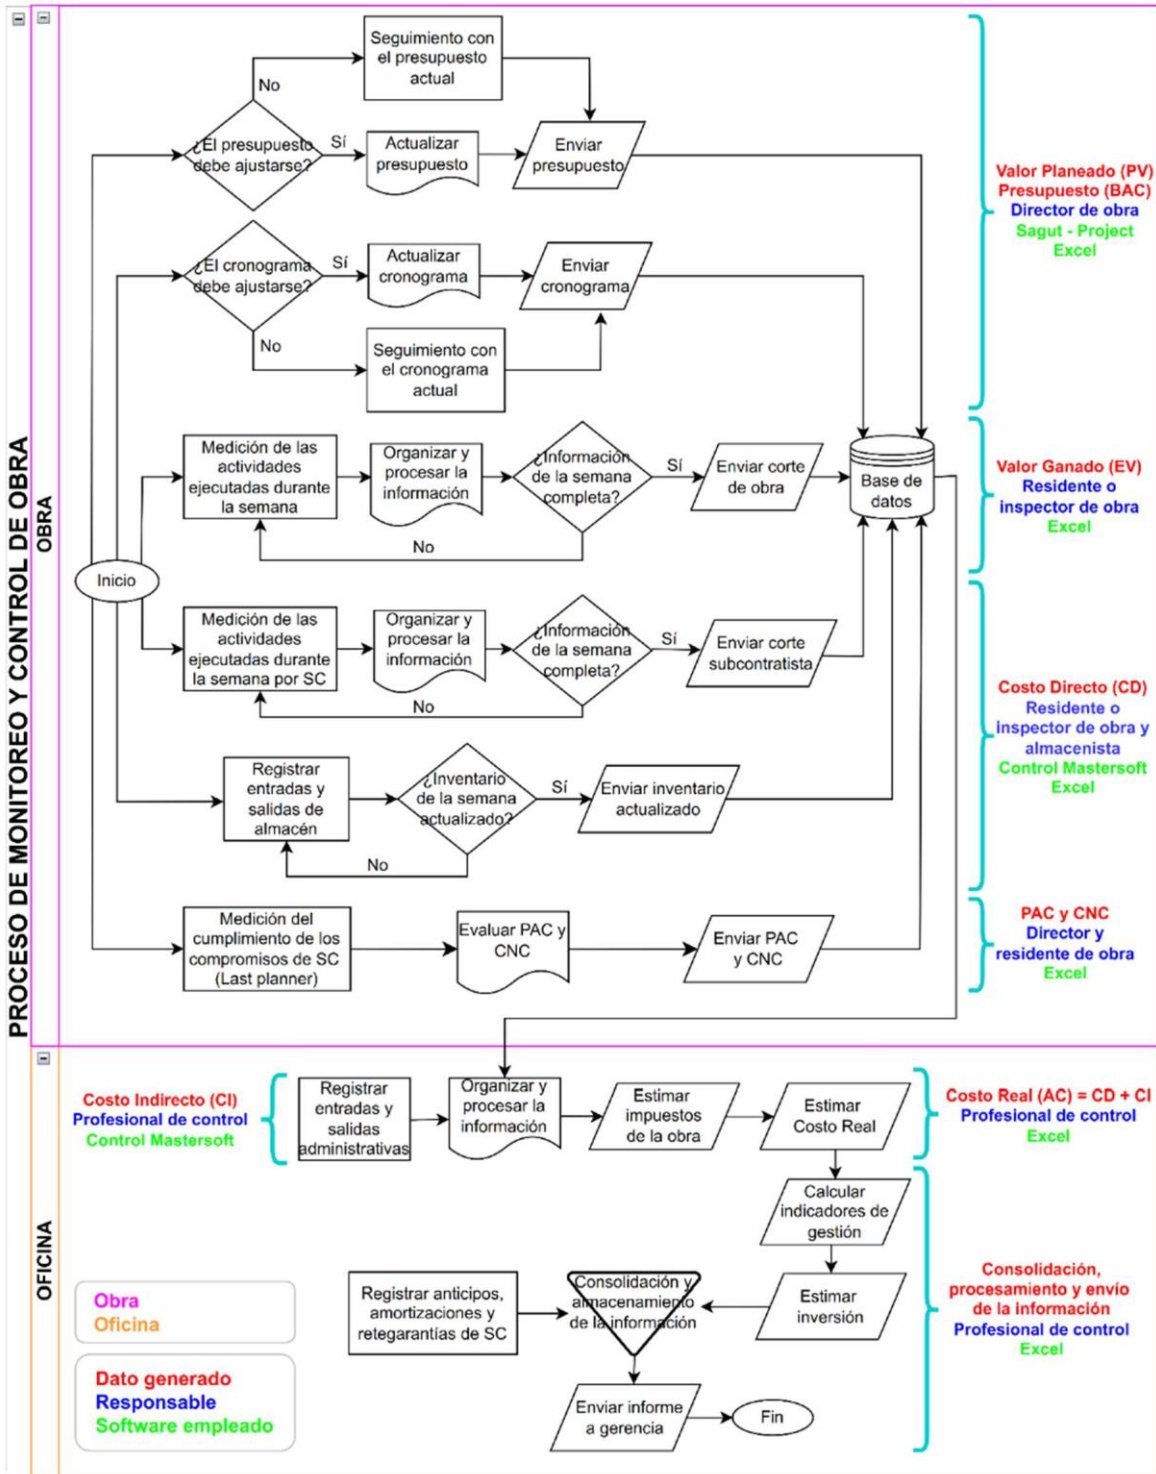 PROCESO DE MONITOREO Y CONTROL DE OBRA
OBRA
Seguimiento con
el presupuesto
actual
No
¿El presupuesto
debe ajustarse?
Sí
Actualizar
presupuesto
Enviar
presupuesto
Valor Planeado (PV)
Presupuesto (BAC)
Director de obra
Sagut - Project
Excel
¿El cronograma
debe ajustarse?
Sí
Actualizar
cronograma
Enviar
cronograma
No
Seguimiento con
el cronograma
actual
Medición de las
actividades
ejecutadas durante
la semana
Organizar y
procesar la
información
¿Información
de la semana
completa?
Sí
Enviar corte
de obra
Base de
datos
No
Valor Ganado (EV)
Residente o
inspector de obra
Excel
Inicio
Medición de las
actividades
ejecutadas durante
la semana por SC
Organizar y
procesar la
información
¿Información
de la semana
completa?
Sí
Enviar corte
subcontratista
No
Costo Directo (CD)
Residente o
inspector de obra y
almacenista
Control Mastersoft
Excel
Registrar
entradas y
salidas de
almacén
¿Inventario
de la semana
actualizado?
Sí
Enviar inventario
actualizado
No
Medición del
cumplimiento de los
compromisos de SC
(Last planner)
Evaluar PAC y
CNC
Enviar PAC
y CNC
PAC y CNC
Director y
residente de obra
Excel
OFICINA
Costo Indirecto (CI)
Profesional de control
Control Mastersoft
Registrar
entradas y
salidas
administrativas
Organizar y
procesar la
información
Estimar
impuestos
de la obra
Estimar
Costo Real
Costo Real (AC) = CD + CI
Profesional de control
Excel
Calcular
indicadores de
gestión
Estimar
inversión
Registrar anticipos,
amortizaciones y
retegarantías de SC
Consolidación y
almacenamiento
de la información
Enviar informe
a gerencia
Fin
Consolidación,
procesamiento y envío
de la información
Profesional de control
Excel
Obra
Oficina
Dato generado
Responsable
Software empleado